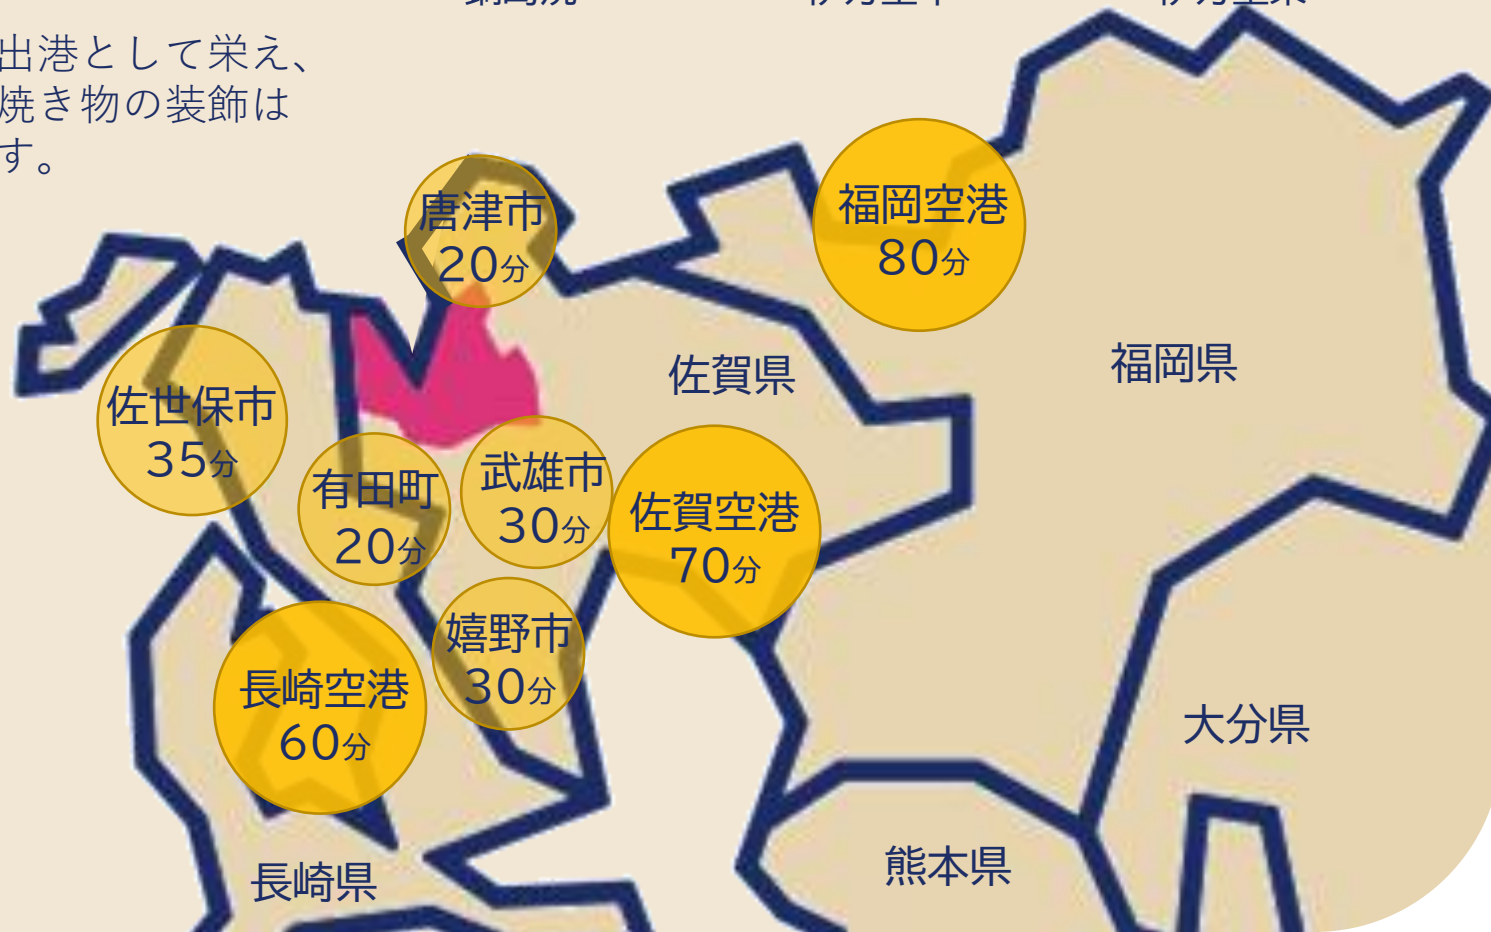 出港として栄え、
焼き物の装飾は
す。
唐津市
20分
福岡空港
80分
佐賀県
福岡県
佐世保市
35分
有田町
20分
武雄市
30分
佐賀空港
70分
嬉野市
30分
長崎空港
60分
大分県
長崎県
熊本県